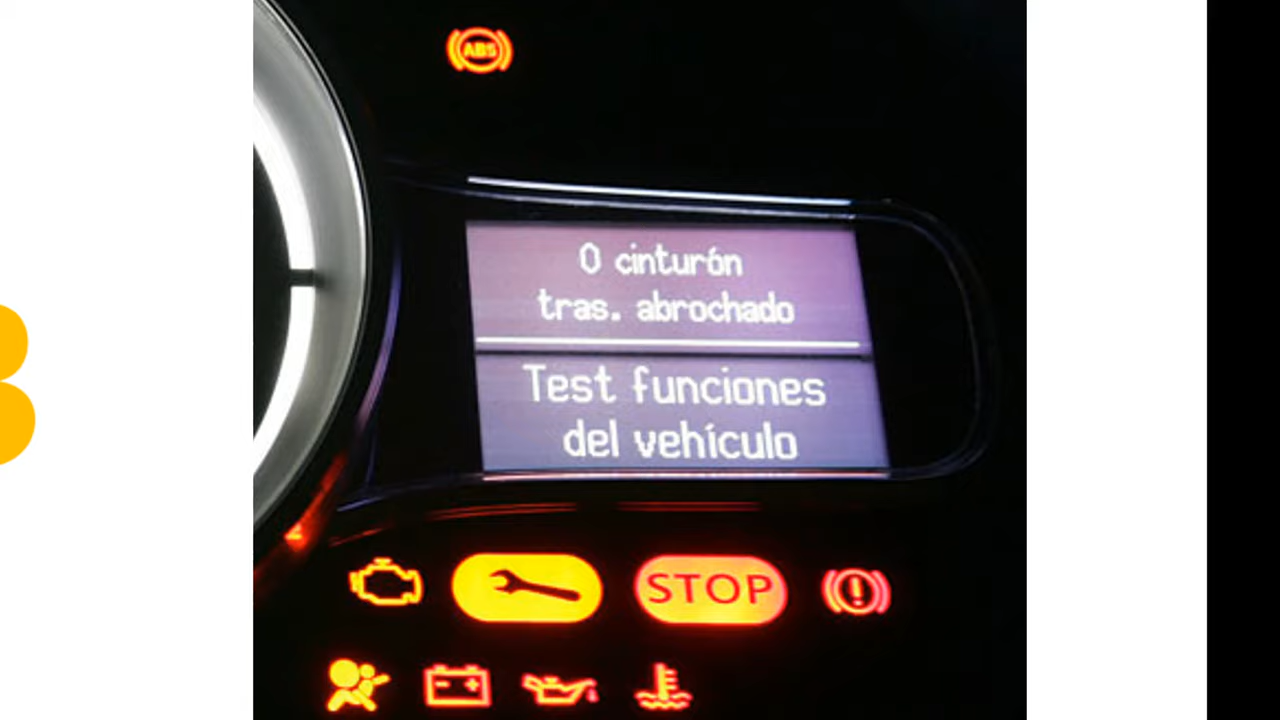 ABS
0 cinturón
tras. abrochado
Test funciones
del vehículo
STOP